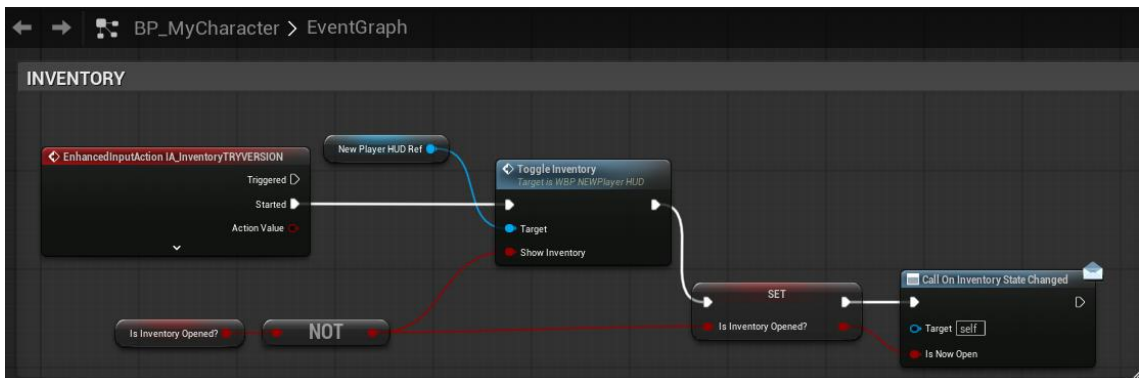 BP_MyCharacter > EventGraph
INVENTORY
EnhancedInputAction IA_InventoryTRYVERSION
Triggered
Started
Action Value
New Player HUD Ref
Toggle Inventory
Target is WBP NEWPlayer HUD
Target
Show Inventory
Is Inventory Opened?
NOT
SET
Is Inventory Opened?
Call On Inventory State Changed
Target self
Is Now Open